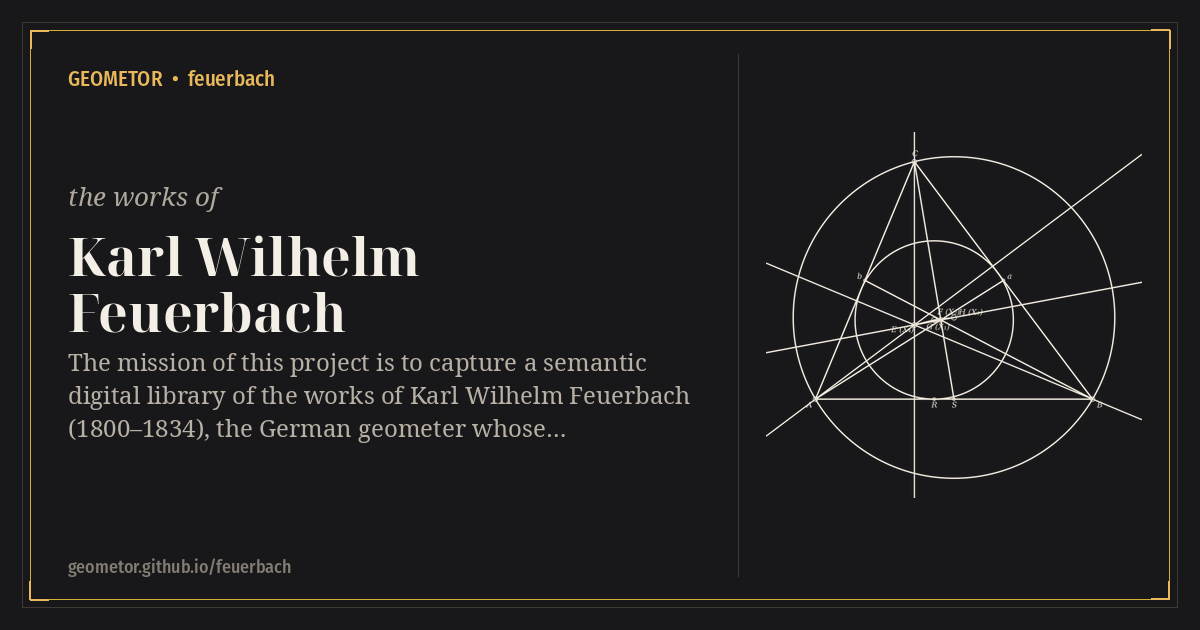 GEOMETOR • feuerbach
the works of
Karl Wilhelm
Feuerbach
The mission of this project is to capture a semantic
digital library of the works of Karl Wilhelm Feuerbach
(1800–1834), the German geometer whose...
geometor.github.io/feuerbach
C
b
a
A
B
R
S